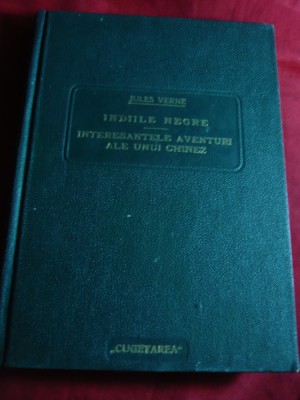 JULES VERNE
INDIILE NEGRE
INTERESANTELE AVENTURI
ALE UNUI CHINEZ
„CUGETAREA"